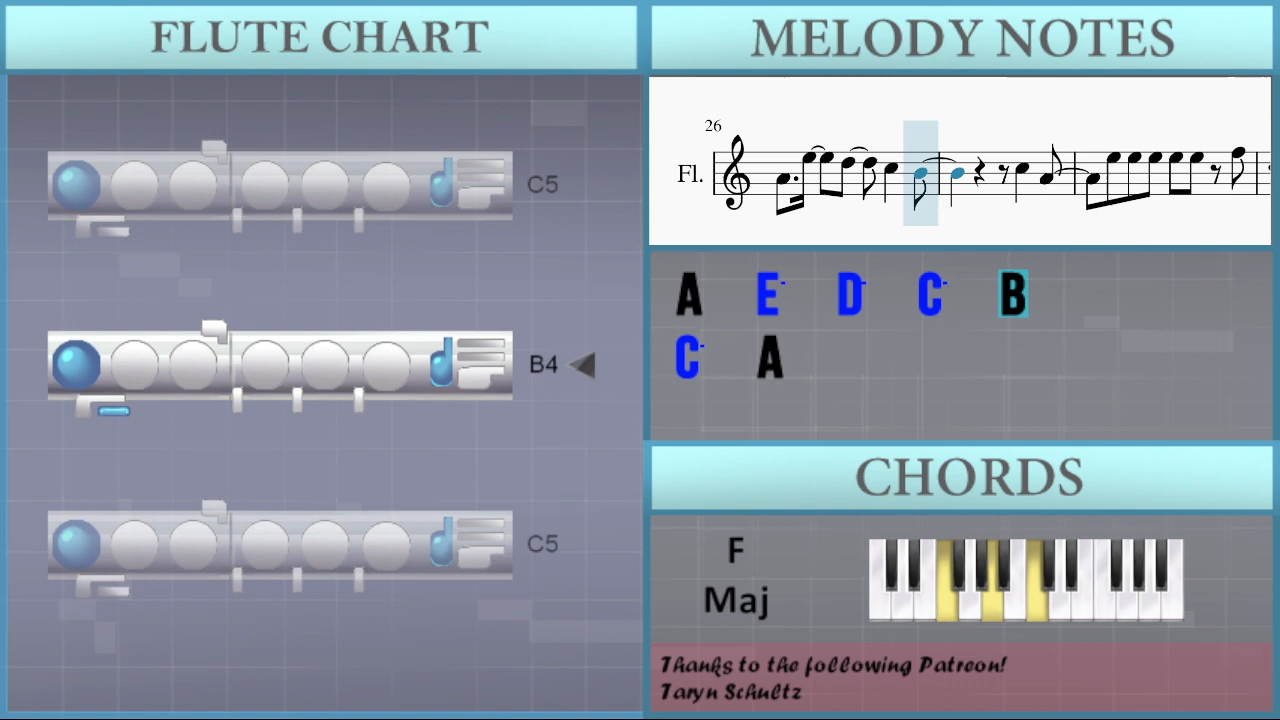 FLUTE CHART
C5
B4
C5
MELODY NOTES
26
Fl.
A E- D- C- B
C- A
CHORDS
F
Maj
Thanks to the following Patreon!
Taryn Schultz